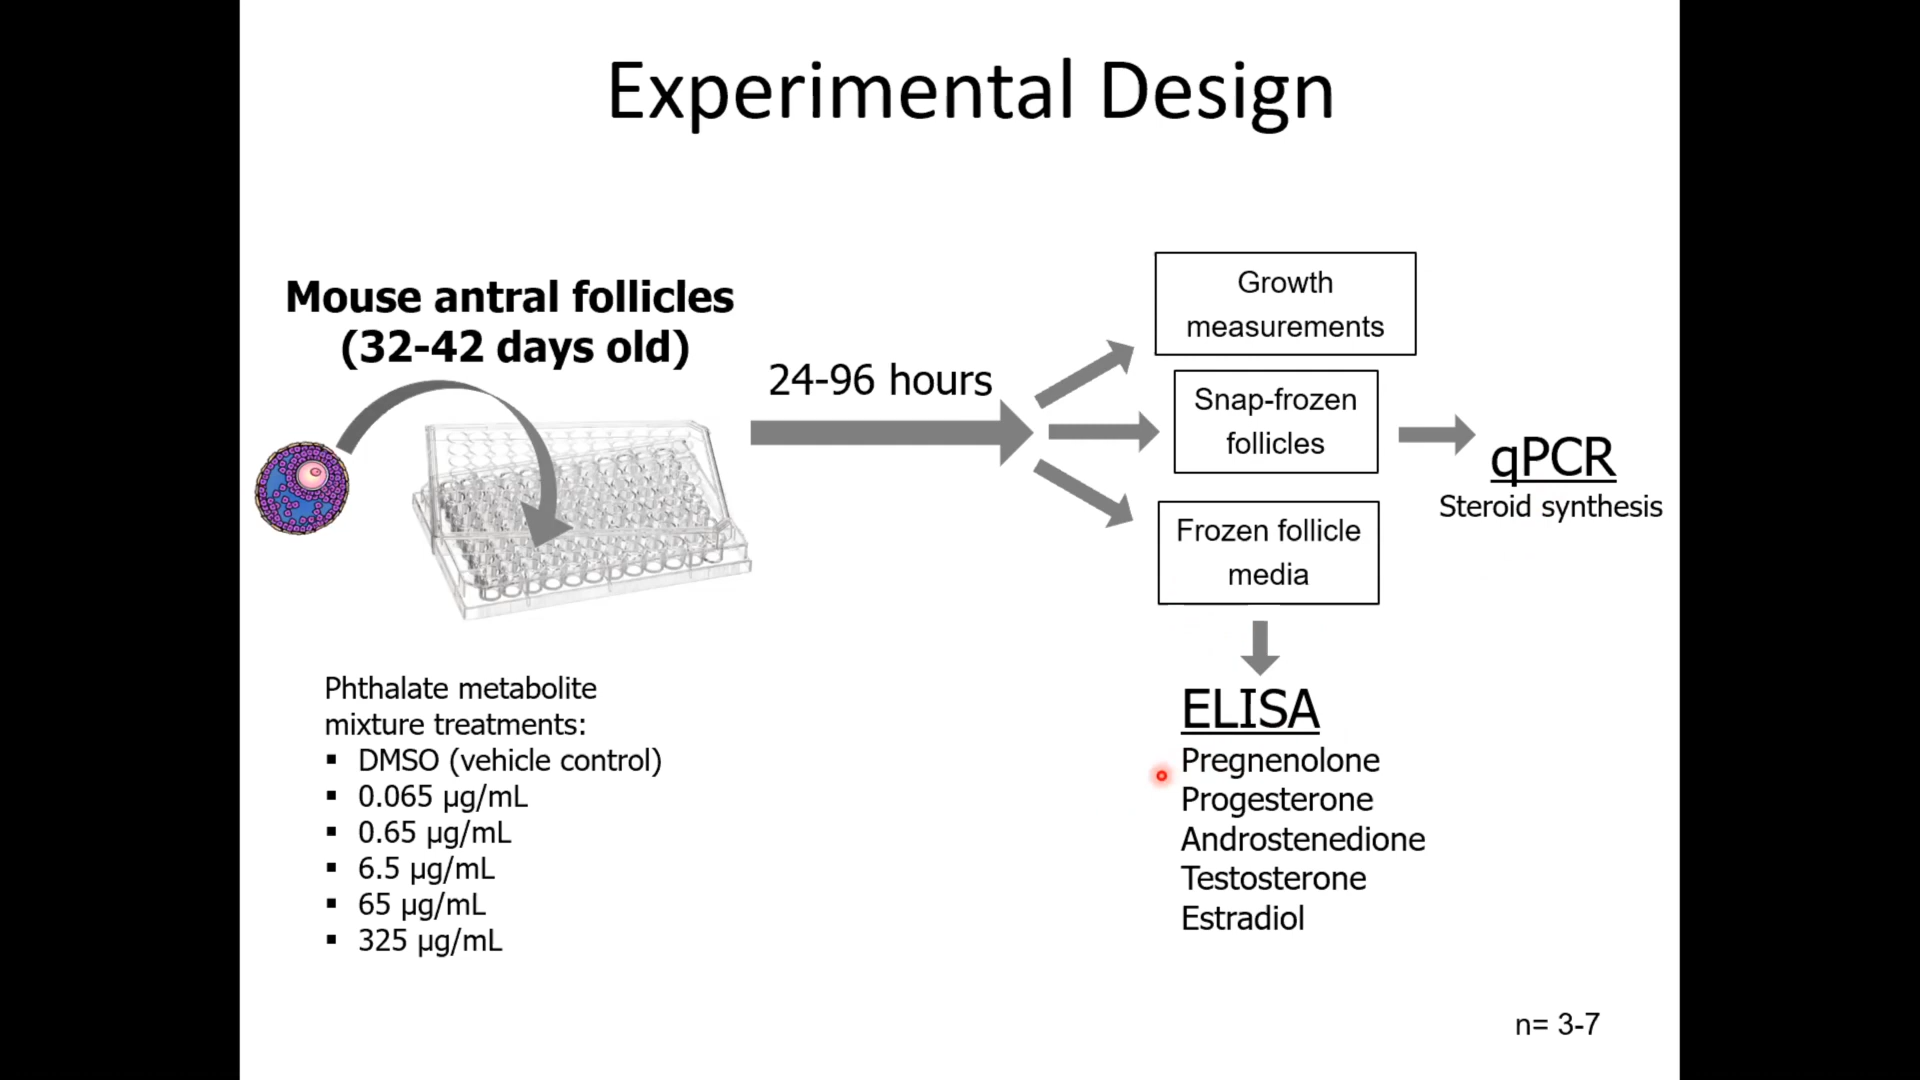 Experimental Design
Mouse antral follicles
(32-42 days old)
24-96 hours
Growth
measurements
Snap-frozen
follicles
qPCR
Steroid synthesis
Frozen follicle
media
ELISA
Pregnenolone
Progesterone
Androstenedione
Testosterone
Estradiol
Phthalate metabolite
mixture treatments:
▪ DMSO (vehicle control)
▪ 0.065 µg/mL
▪ 0.65 µg/mL
▪ 6.5 µg/mL
▪ 65 µg/mL
▪ 325 µg/mL
n= 3-7